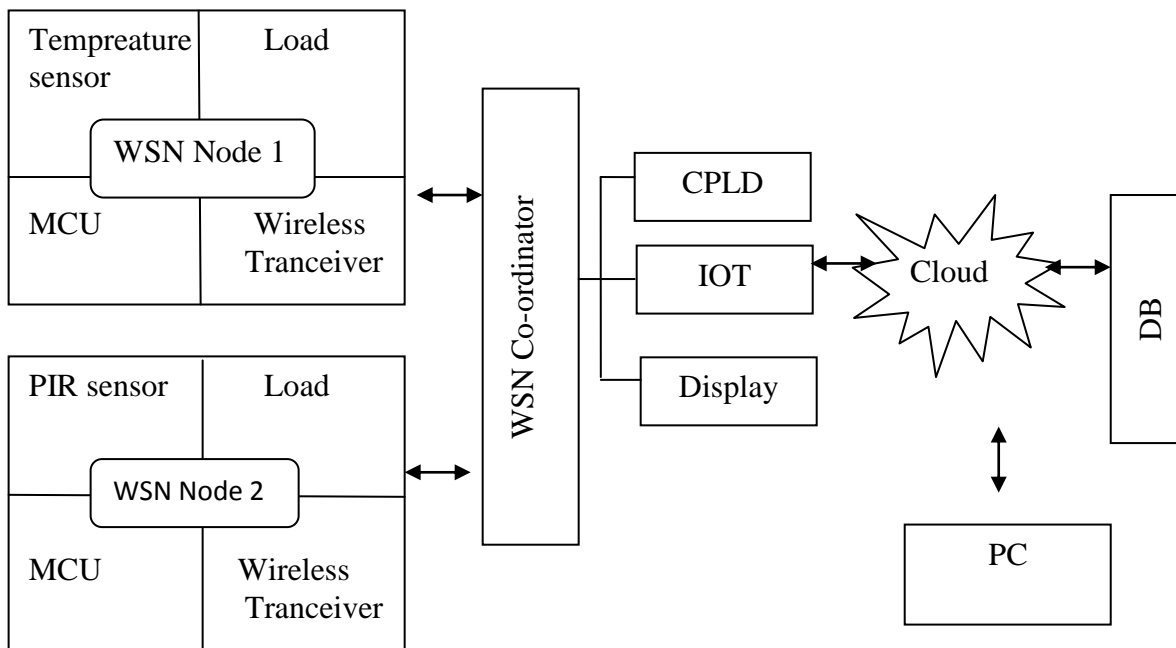 Tempreature
sensor
Load
WSN Node 1
MCU
Wireless
Tranceiver
PIR sensor
Load
WSN Node 2
MCU
Wireless
Tranceiver
WSN Co-ordinator
CPLD
IOT
Display
Cloud
DB
PC